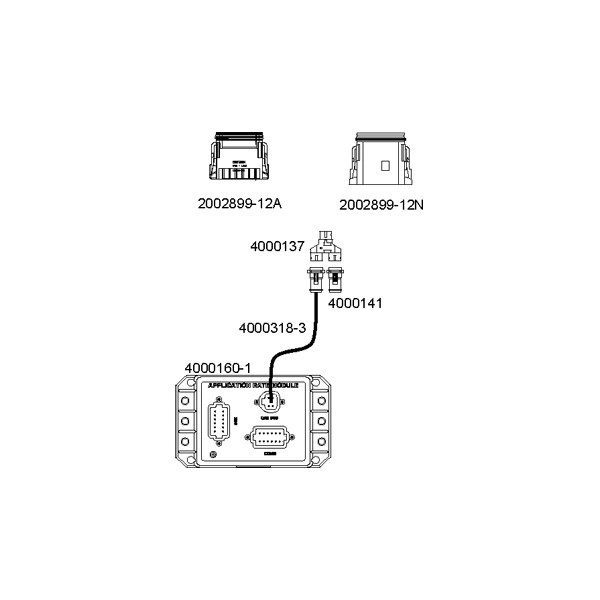 2002899-12A
2002899-12N
4000137
4000141
4000318-3
4000160-1
APPLICATION RATE MODULE